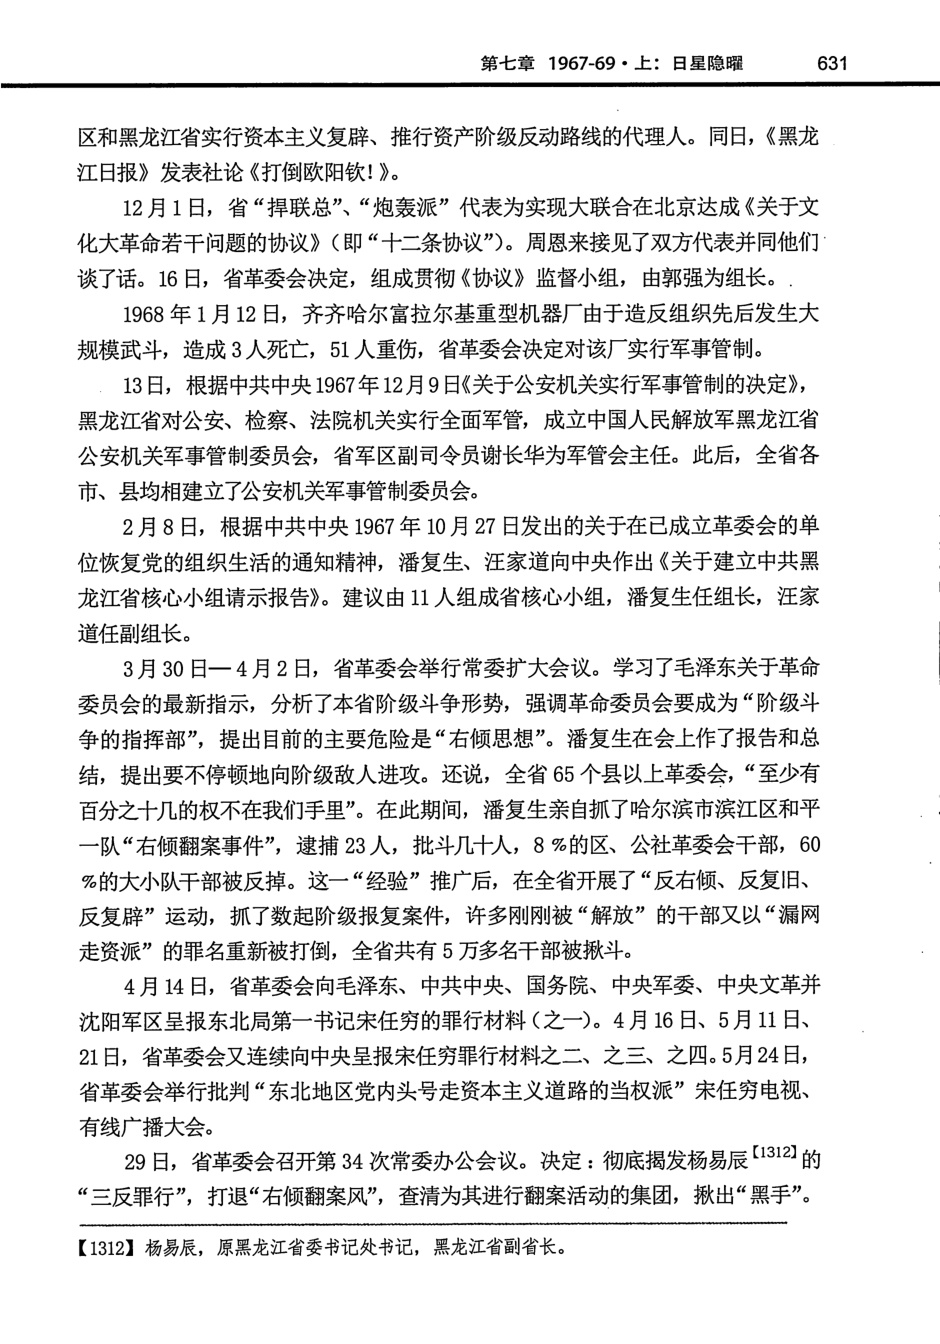 第七章 1967-69·上：日星隐曜 631
区和黑龙江省实行资本主义复辟、推行资产阶级反动路线的代理人。同日，《黑龙
江日报》发表社论《打倒欧阳钦！》。
12月1日，省“捍联总”、“炮轰派”代表为实现大联合在北京达成《关于文
化大革命若干问题的协议》（即“十二条协议”）。周恩来接见了双方代表并同他们
谈了话。16日，省革委会决定，组成贯彻《协议》监督小组，由郭强为组长。
1968年1月12日，齐齐哈尔富拉尔基重型机器厂由于造反组织先后发生大
规模武斗，造成3人死亡，51人重伤，省革委会决定对该厂实行军事管制。
13日，根据中共中央1967年12月9日《关于公安机关实行军事管制的决定》，
黑龙江省对公安、检察、法院机关实行全面军管，成立中国人民解放军黑龙江省
公安机关军事管制委员会，省军区副司令员谢长华为军管会主任。此后，全省各
市、县均相建立了公安机关军事管制委员会。
2月8日，根据中共中央1967年10月27日发出的关于在已成立革委会的单
位恢复党的组织生活的通知精神，潘复生、汪家道向中央作出《关于建立中共黑
龙江省核心小组请示报告》。建议由11人组成省核心小组，潘复生任组长，汪家
道任副组长。
3月30日—4月2日，省革委会举行常委扩大会议。学习了毛泽东关于革命
委员会的最新指示，分析了本省阶级斗争形势，强调革命委员会要成为“阶级斗
争的指挥部”，提出目前的主要危险是“右倾思想”。潘复生在会上作了报告和总
结，提出要不停顿地向阶级敌人进攻。还说，全省65个县以上革委会，“至少有
百分之十几的权不在我们手里”。在此期间，潘复生亲自抓了哈尔滨市滨江区和平
一队“右倾翻案事件”，逮捕23人，批斗几十人，8%的区、公社革委会干部，60
%的大小队干部被反掉。这一“经验”推广后，在全省开展了“反右倾、反复旧、
反复辟”运动，抓了数起阶级报复案件，许多刚刚被“解放”的干部又以“漏网
走资派”的罪名重新被打倒，全省共有5万多名干部被揪斗。
4月14日，省革委会向毛泽东、中共中央、国务院、中央军委、中央文革并
沈阳军区呈报东北局第一书记宋任穷的罪行材料（之一）。4月16日、5月11日、
21日，省革委会又连续向中央呈报宋任穷罪行材料之二、之三、之四。5月24日，
省革委会举行批判“东北地区党内头号走资本主义道路的当权派”宋任穷电视、
有线广播大会。
29日，省革委会召开第34次常委办公会议。决定：彻底揭发杨易辰【1312】的
“三反罪行”，打退“右倾翻案风”，查清为其进行翻案活动的集团，揪出“黑手”。
【1312】杨易辰，原黑龙江省委书记处书记，黑龙江省副省长。